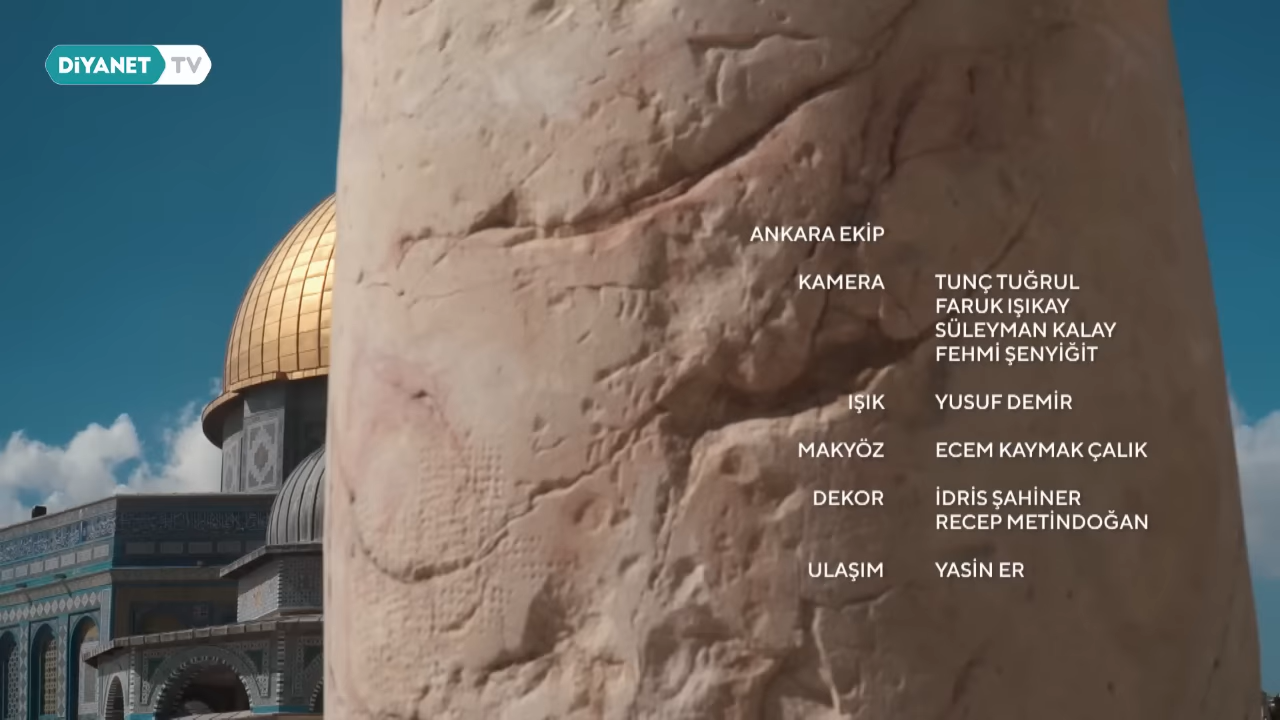 DİYANET TV
ANKARA EKİP
KAMERA TUNÇ TUĞRUL
FARUK IŞIKAY
SÜLEYMAN KALAY
FEHMİ ŞENYİĞİT
IŞIK YUSUF DEMİR
MAKYÖZ ECEM KAYMAK ÇALIK
DEKOR İDRİS ŞAHİNER
RECEP METİNDOĞAN
ULAŞIM YASİN ER